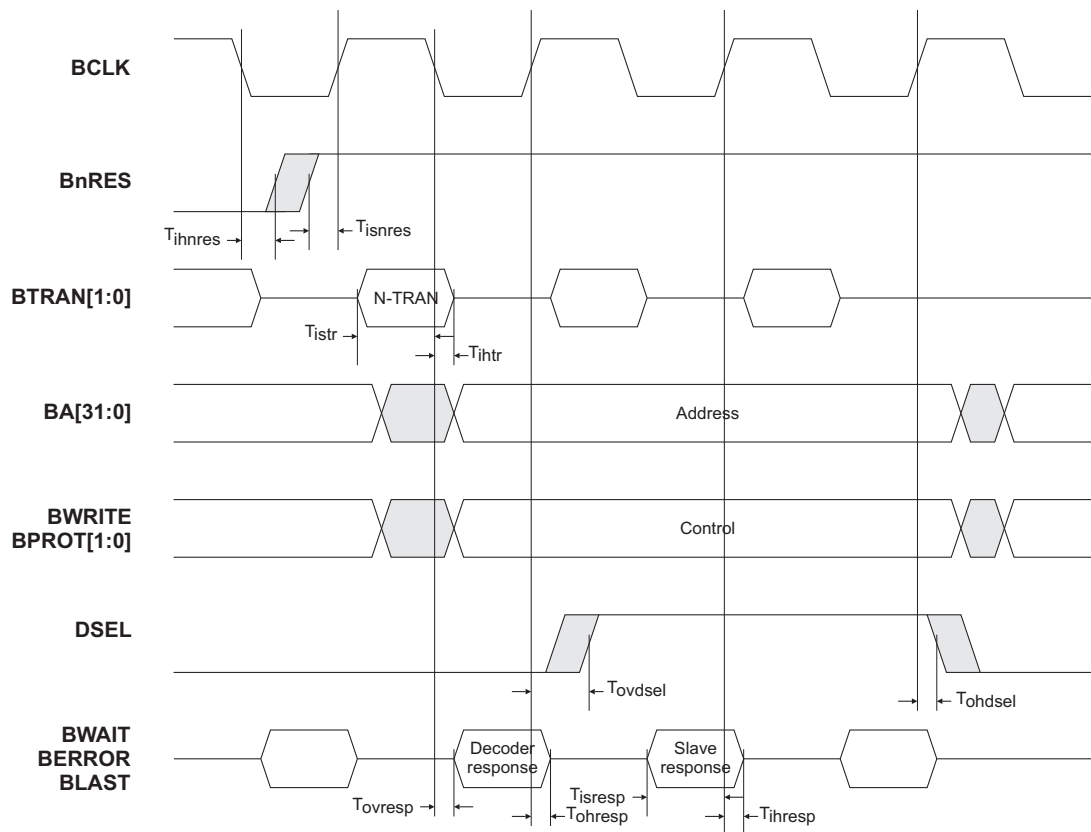 BCLK
BnRES
Tihnres
Tisnres
BTRAN[1:0]
N-TRAN
Tistr
Tihtr
BA[31:0]
Address
BWRITE
BPROT[1:0]
Control
DSEL
Tovdsel
Tohdsel
BWAIT
BERROR
BLAST
Decoder
response
Slave
response
Tovresp
Tisresp
Tohresp
Tihresp